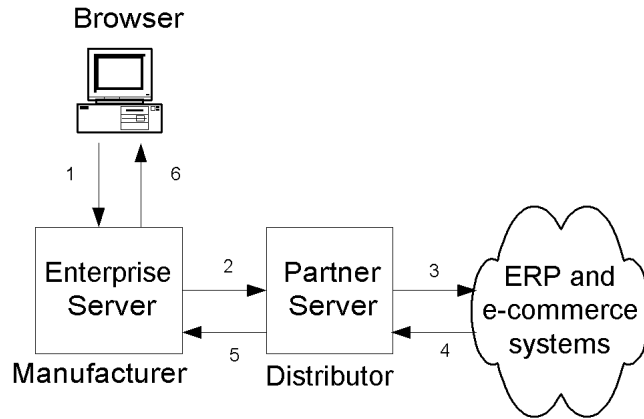 Browser
1
6
Enterprise
Server
2
Partner
Server
3
ERP and
e-commerce
systems
5
4
Manufacturer
Distributor